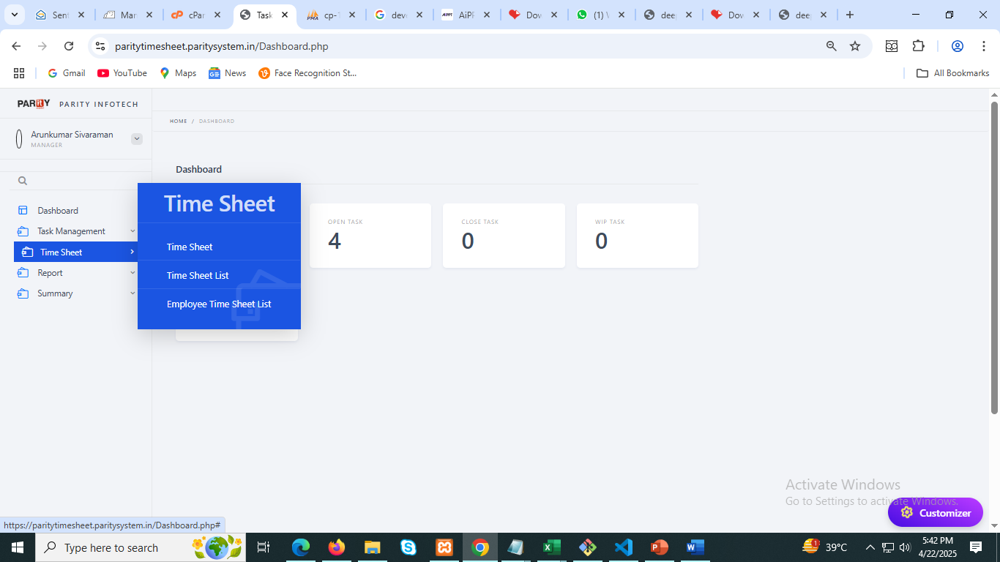 Sent
Mar
cPar
Task
cp-
deve
AiPF
Dov
(1)
deep
Dov
deep
paritytimesheet.paritysystem.in/Dashboard.php
Gmail
YouTube
Maps
News
Face Recognition St...
All Bookmarks
PARitY PARITY INFOTECH
HOME / DASHBOARD
Arunkumar Sivaraman
MANAGER
Dashboard
Dashboard
Task Management
Time Sheet
Report
Summary
Time Sheet
Time Sheet
Time Sheet List
Employee Time Sheet List
OPEN TASK
4
CLOSE TASK
0
WIP TASK
0
Activate Windows
Go to Settings to activate Windows.
Customizer
https://paritytimesheet.paritysystem.in/Dashboard.php#
Type here to search
1
39°C
5:42 PM
4/22/2025